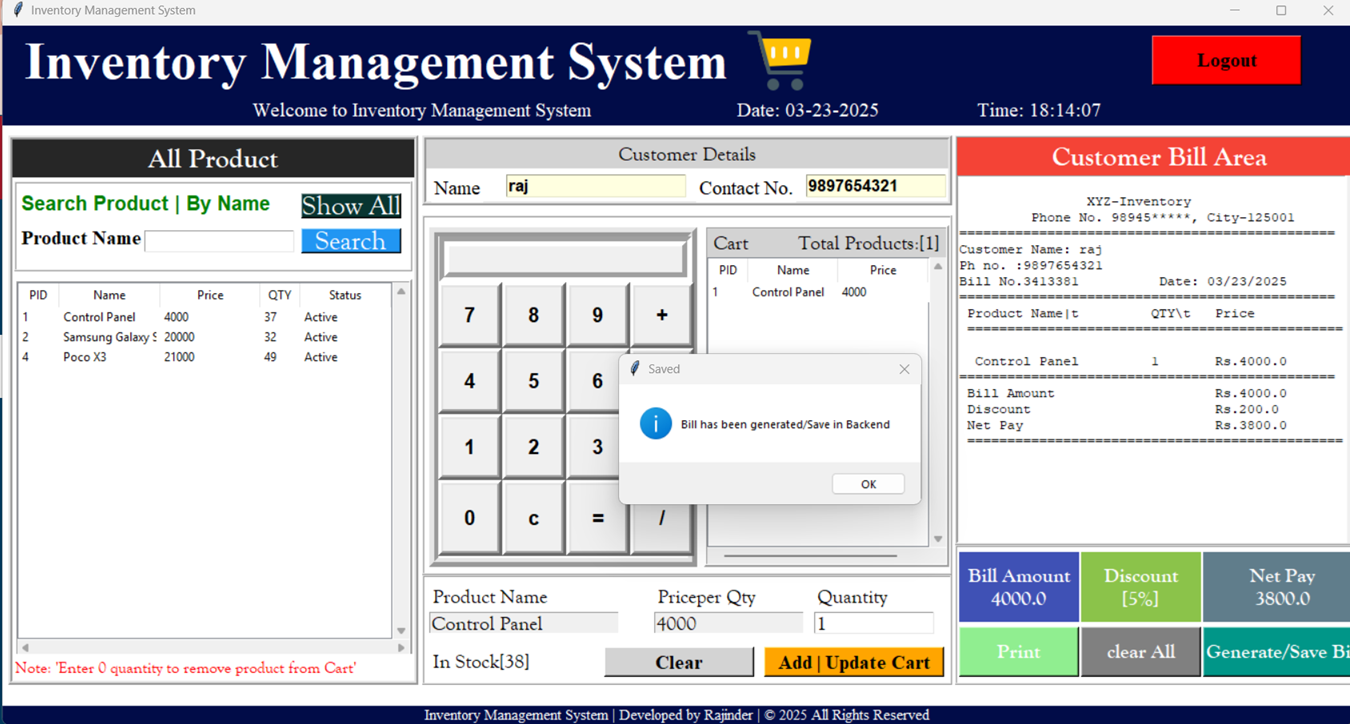 Inventory Management System
Inventory Management System
Logout
Welcome to Inventory Management System Date: 03-23-2025 Time: 18:14:07
All Product
Search Product | By Name Show All
Product Name Search
PID Name Price QTY Status
1 Control Panel 4000 37 Active
2 Samsung Galaxy S 20000 32 Active
4 Poco X3 21000 49 Active
Note: 'Enter 0 quantity to remove product from Cart'
Customer Details
Name raj Contact No. 9897654321
7 8 9 +
4 5 6
1 2 3
0 c = /
Cart Total Products:[1]
PID Name Price
1 Control Panel 4000
Saved
Bill has been generated/Save in Backend
OK
Product Name Priceper Qty Quantity
Control Panel 4000 1
In Stock[38] Clear Add | Update Cart
Customer Bill Area
XYZ-Inventory
Phone No. 98945*****, City-125001
==============================================
Customer Name: raj
Ph no. :9897654321
Bill No.3413381 Date: 03/23/2025
==============================================
Product Name|t QTY\t Price
==============================================
Control Panel 1 Rs.4000.0
==============================================
Bill Amount Rs.4000.0
Discount Rs.200.0
Net Pay Rs.3800.0
==============================================
Bill Amount Discount Net Pay
4000.0 [5%] 3800.0
Print clear All Generate/Save Bi
Inventory Management System | Developed by Rajinder | © 2025 All Rights Reserved